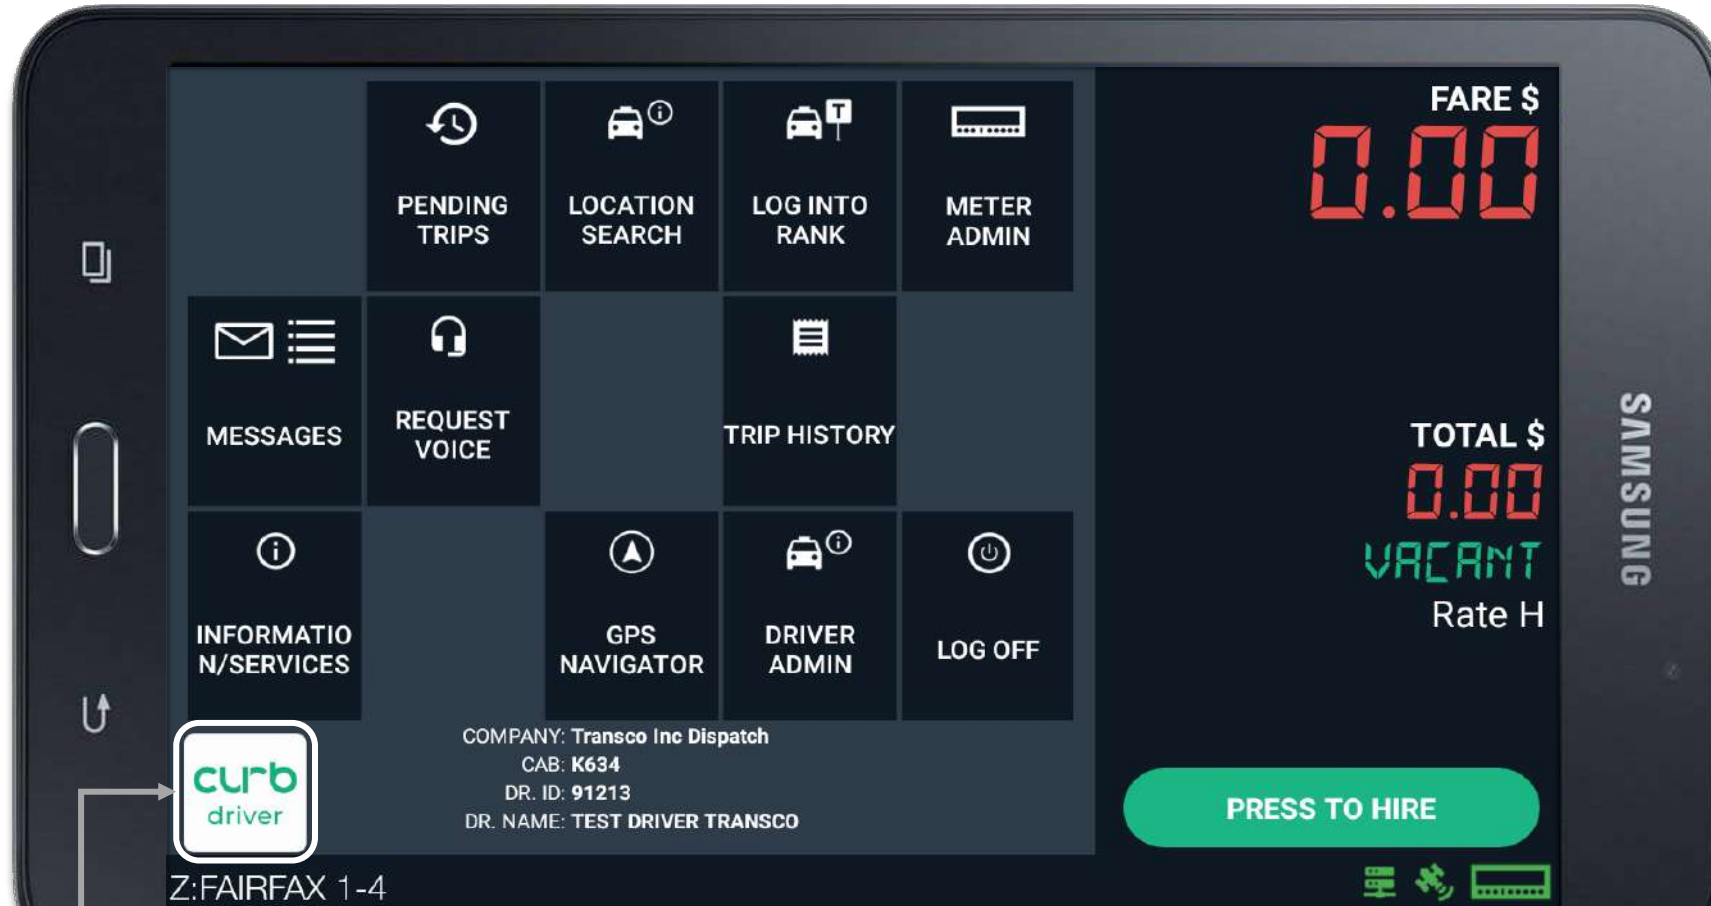 PENDING
TRIPS
LOCATION
SEARCH
LOG INTO
RANK
T
METER
ADMIN
FARE $
0.00
MESSAGES
REQUEST
VOICE
TRIP HISTORY
TOTAL $
0.00
VACANT
Rate H
INFORMATIO
N/SERVICES
GPS
NAVIGATOR
DRIVER
ADMIN
LOG OFF
curb
driver
COMPANY: Transco Inc Dispatch
CAB: K634
DR. ID: 91213
DR. NAME: TEST DRIVER TRANSCO
PRESS TO HIRE
Z:FAIRFAX 1-4
SAMSUNG